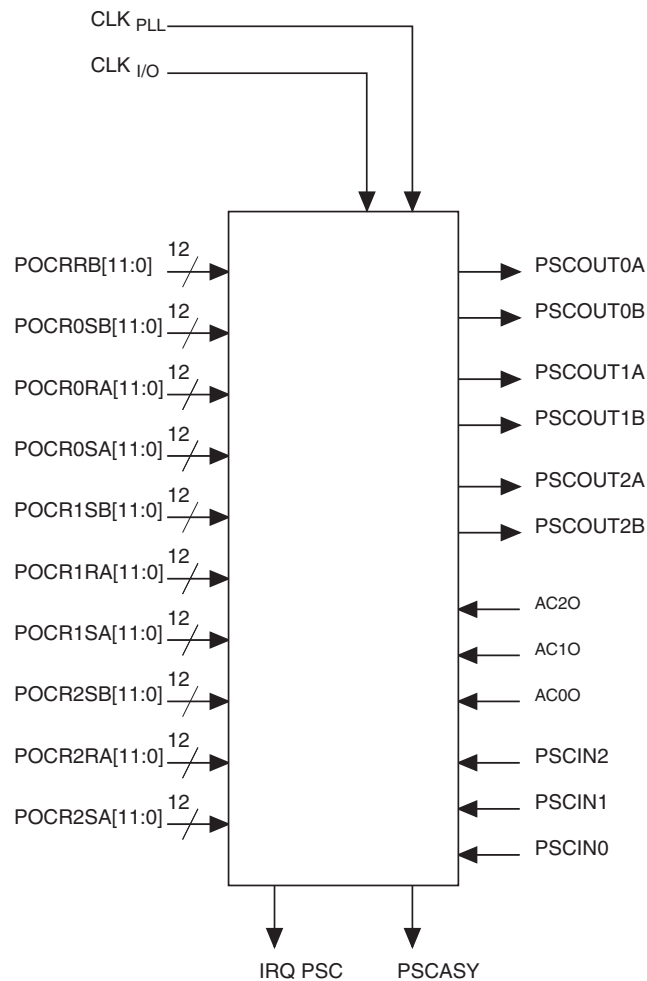 CLK PLL
CLK I/O
POCRRB[11:0] 12
POCR0SB[11:0] 12
POCR0RA[11:0] 12
POCR0SA[11:0] 12
POCR1SB[11:0] 12
POCR1RA[11:0] 12
POCR1SA[11:0] 12
POCR2SB[11:0] 12
POCR2RA[11:0] 12
POCR2SA[11:0] 12
PSCOUT0A
PSCOUT0B
PSCOUT1A
PSCOUT1B
PSCOUT2A
PSCOUT2B
AC2O
AC1O
AC0O
PSCIN2
PSCIN1
PSCIN0
IRQ PSC
PSCASY